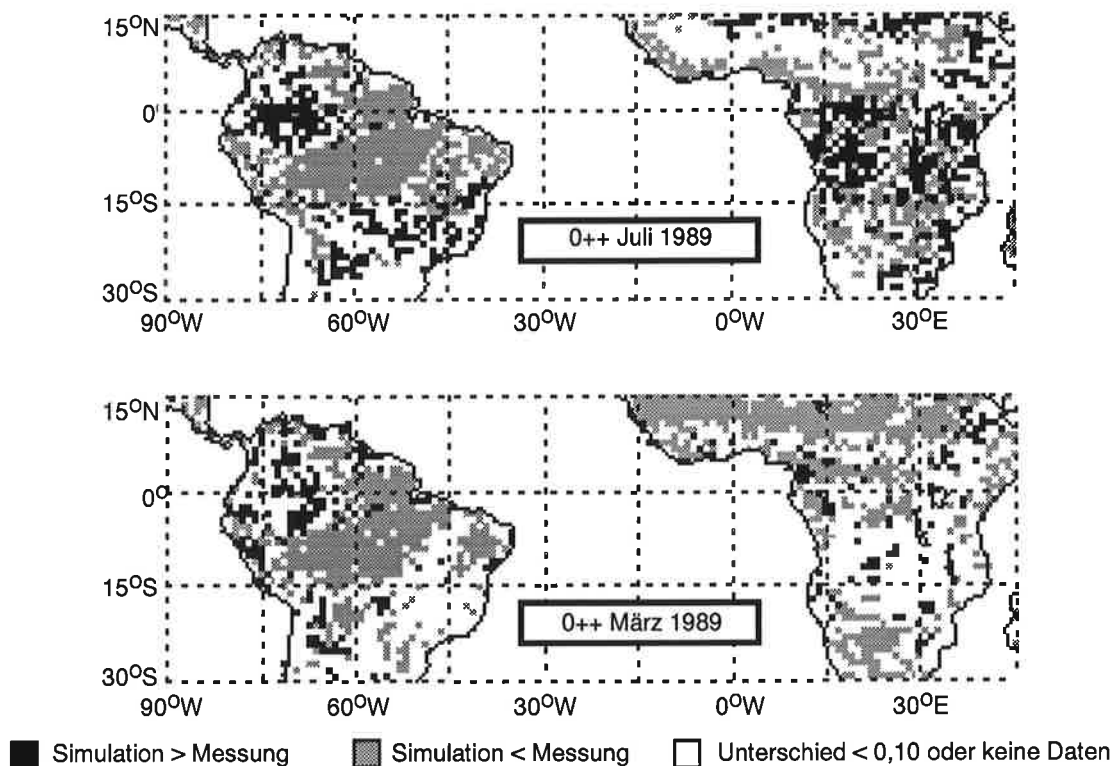 15°N
0°
15°S
30°S
0++ Juli 1989
90°W 60°W 30°W 0°W 30°E
15°N
0°
15°S
30°S
0++ März 1989
90°W 60°W 30°W 0°W 30°E
Simulation > Messung Simulation < Messung Unterschied < 0,10 oder keine Daten